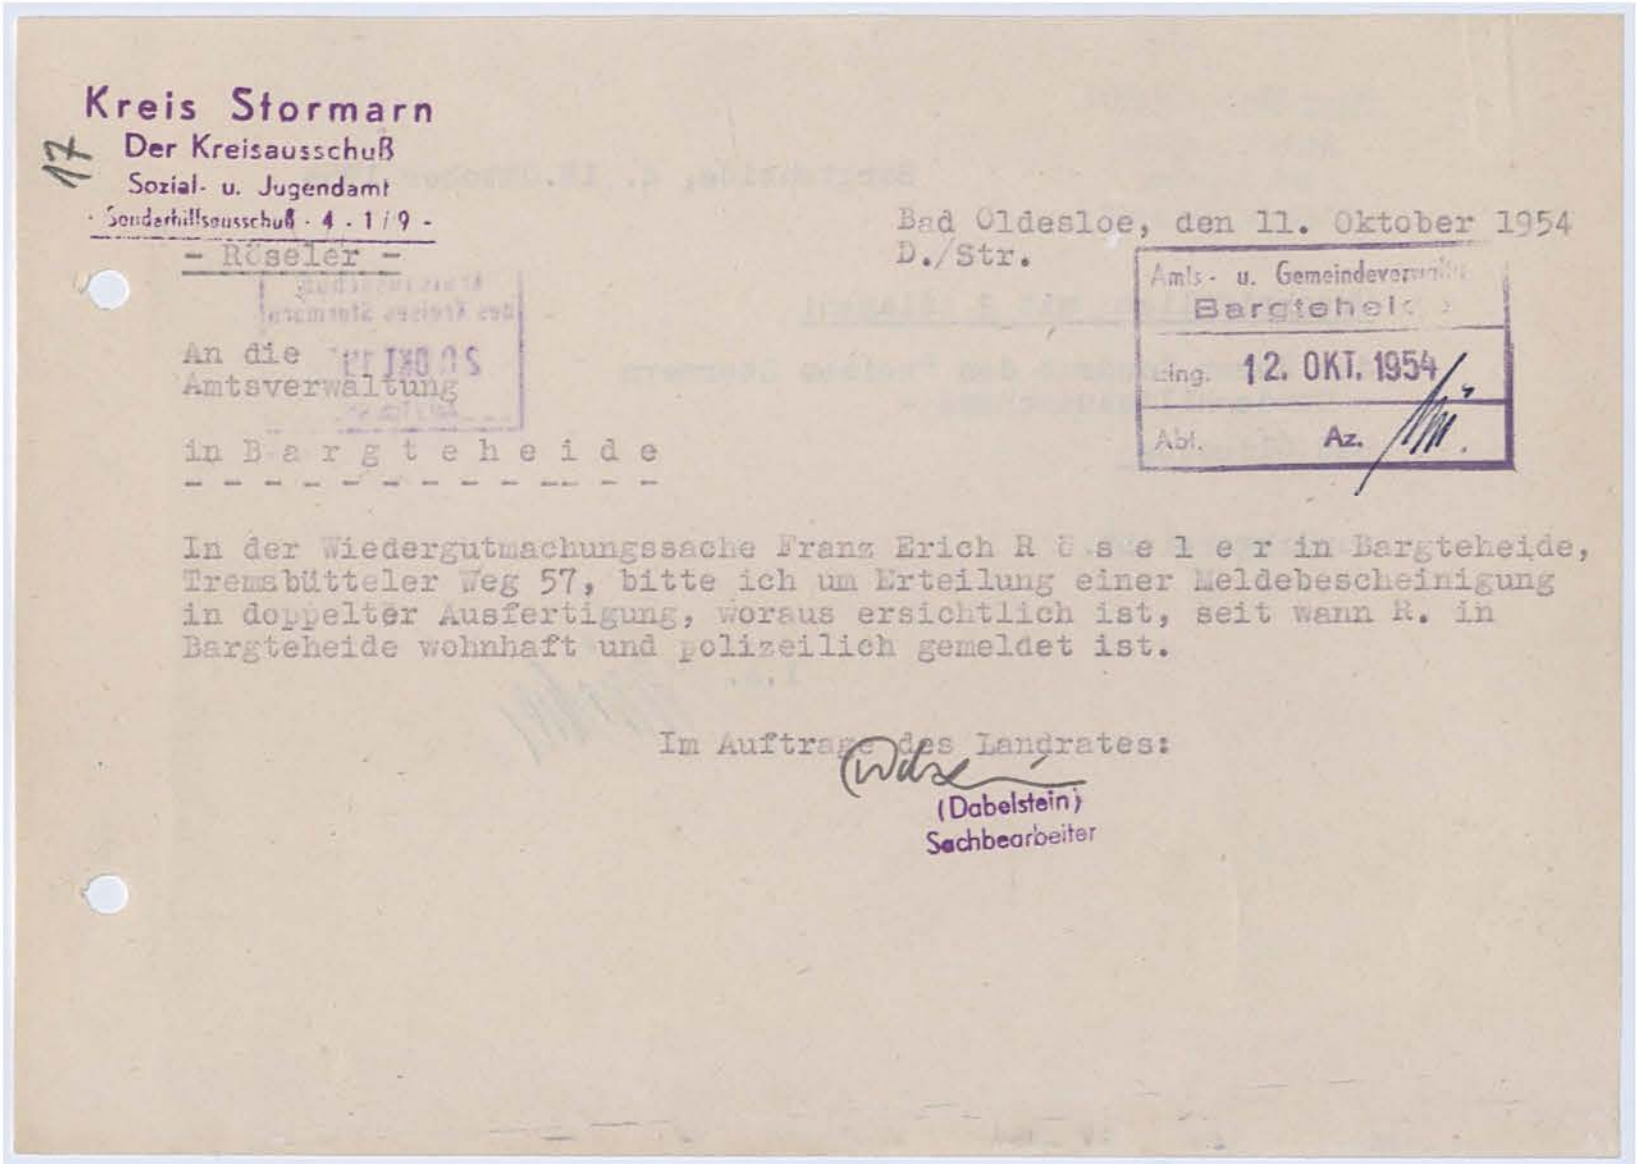 Kreis Stormarn
Der Kreisausschuß
Sozial- u. Jugendamt
- Sonderhilfsausschuß - 4 - 1/9 -
- Röseler -
17
Bad Oldesloe, den 11. Oktober 1954
D./Str.
Amts- u. Gemeindeverwaltung
Bargteheide
Eing. 12. OKT. 1954
Abt. Az.
An die
Amtsverwaltung
in B a r g t e h e i d e
- - - - - - - - - - - - -
In der Wiedergutmachungssache Franz Erich R ö s e l e r in Bargteheide,
Tremsbütteler Weg 57, bitte ich um Erteilung einer Meldebescheinigung
in doppelter Ausfertigung, woraus ersichtlich ist, seit wann R. in
Bargteheide wohnhaft und polizeilich gemeldet ist.
Im Auftrage des Landrates:
(Dabelstein)
Sachbearbeiter